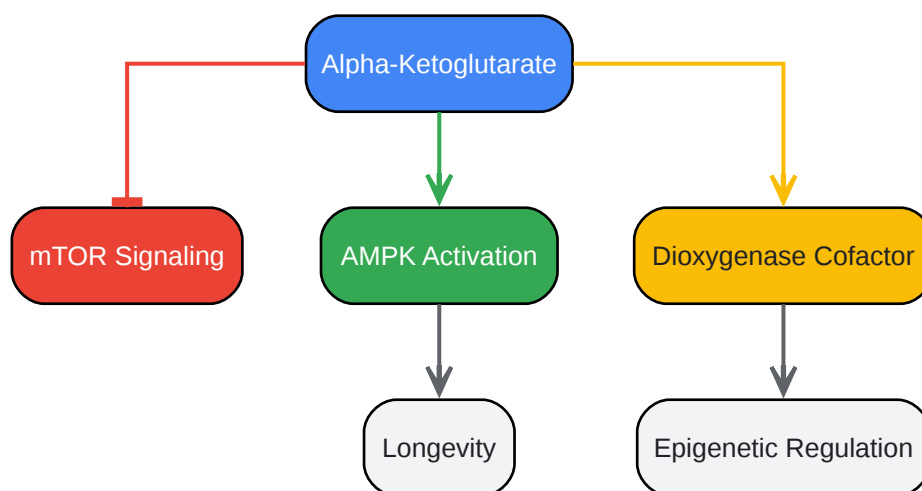 Alpha-Ketoglutarate
mTOR Signaling
AMPK Activation
Dioxygenase Cofactor
Longevity
Epigenetic Regulation